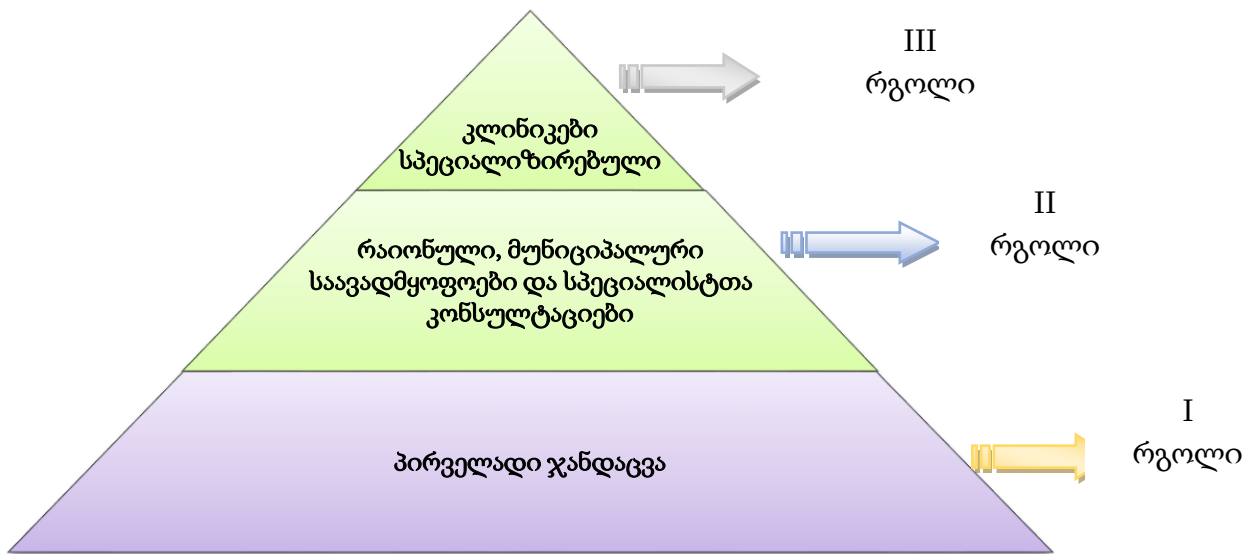 III
რგოლი
კლინიკები
სპეციალიზირებული
II
რგოლი
რაიონული, მუნიციპალური
საავადმყოფოები და სპეციალისტთა
კონსულტაციები
I
რგოლი
პირველადი ჯანდაცვა